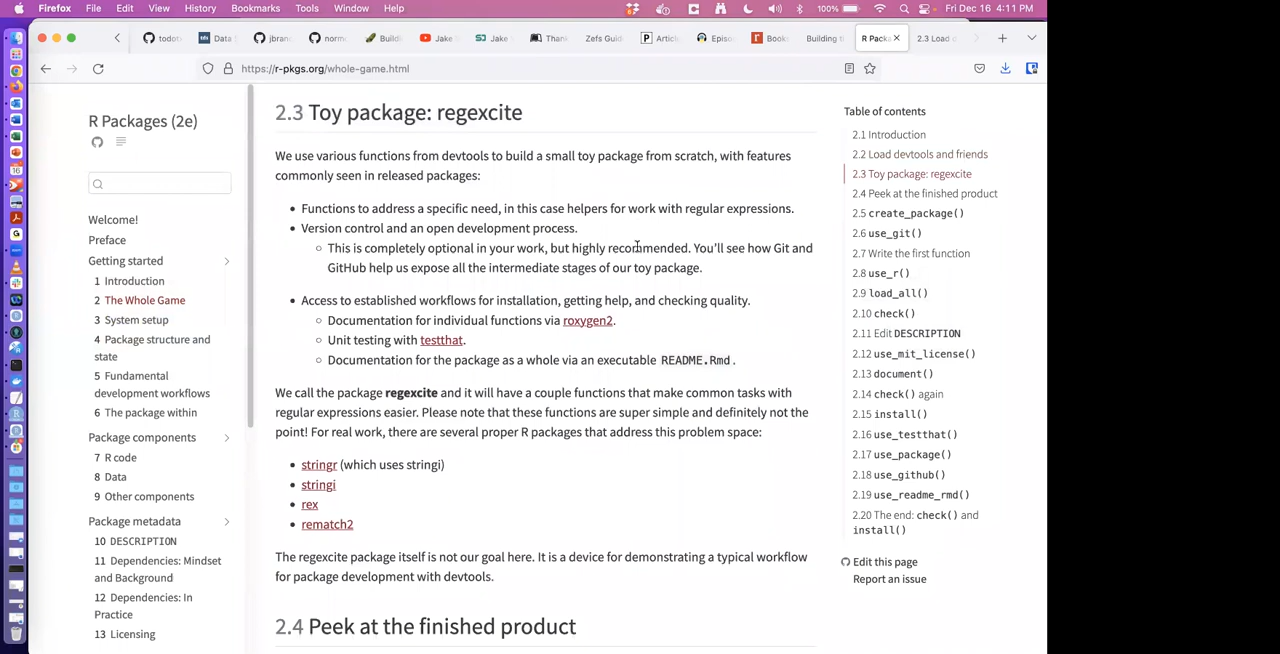 Firefox File Edit View History Bookmarks Tools Window Help 100% Fri Dec 16 4:11 PM
todot Data jbran norm Build Jake Jake Than Zefs Guid Artic Episo Book Building t R Packa 2.3 Load
https://r-pkgs.org/whole-game.html
R Packages (2e)
Welcome!
Preface
Getting started
1 Introduction
2 The Whole Game
3 System setup
4 Package structure and
state
5 Fundamental
development workflows
6 The package within
Package components
7 R code
8 Data
9 Other components
Package metadata
10 DESCRIPTION
11 Dependencies: Mindset
and Background
12 Dependencies: In
Practice
13 Licensing
2.3 Toy package: regexcite
We use various functions from devtools to build a small toy package from scratch, with features
commonly seen in released packages:
• Functions to address a specific need, in this case helpers for work with regular expressions.
• Version control and an open development process.
◦ This is completely optional in your work, but highly recommended. You'll see how Git and
GitHub help us expose all the intermediate stages of our toy package.
• Access to established workflows for installation, getting help, and checking quality.
◦ Documentation for individual functions via roxygen2.
◦ Unit testing with testthat.
◦ Documentation for the package as a whole via an executable README.Rmd.
We call the package regexcite and it will have a couple functions that make common tasks with
regular expressions easier. Please note that these functions are super simple and definitely not the
point! For real work, there are several proper R packages that address this problem space:
• stringr (which uses stringi)
• stringi
• rex
• rematch2
The regexcite package itself is not our goal here. It is a device for demonstrating a typical workflow
for package development with devtools.
2.4 Peek at the finished product
Table of contents
2.1 Introduction
2.2 Load devtools and friends
2.3 Toy package: regexcite
2.4 Peek at the finished product
2.5 create_package()
2.6 use_git()
2.7 Write the first function
2.8 use_r()
2.9 load_all()
2.10 check()
2.11 Edit DESCRIPTION
2.12 use_mit_license()
2.13 document()
2.14 check() again
2.15 install()
2.16 use_testthat()
2.17 use_package()
2.18 use_github()
2.19 use_readme_rmd()
2.20 The end: check() and
install()
Edit this page
Report an issue